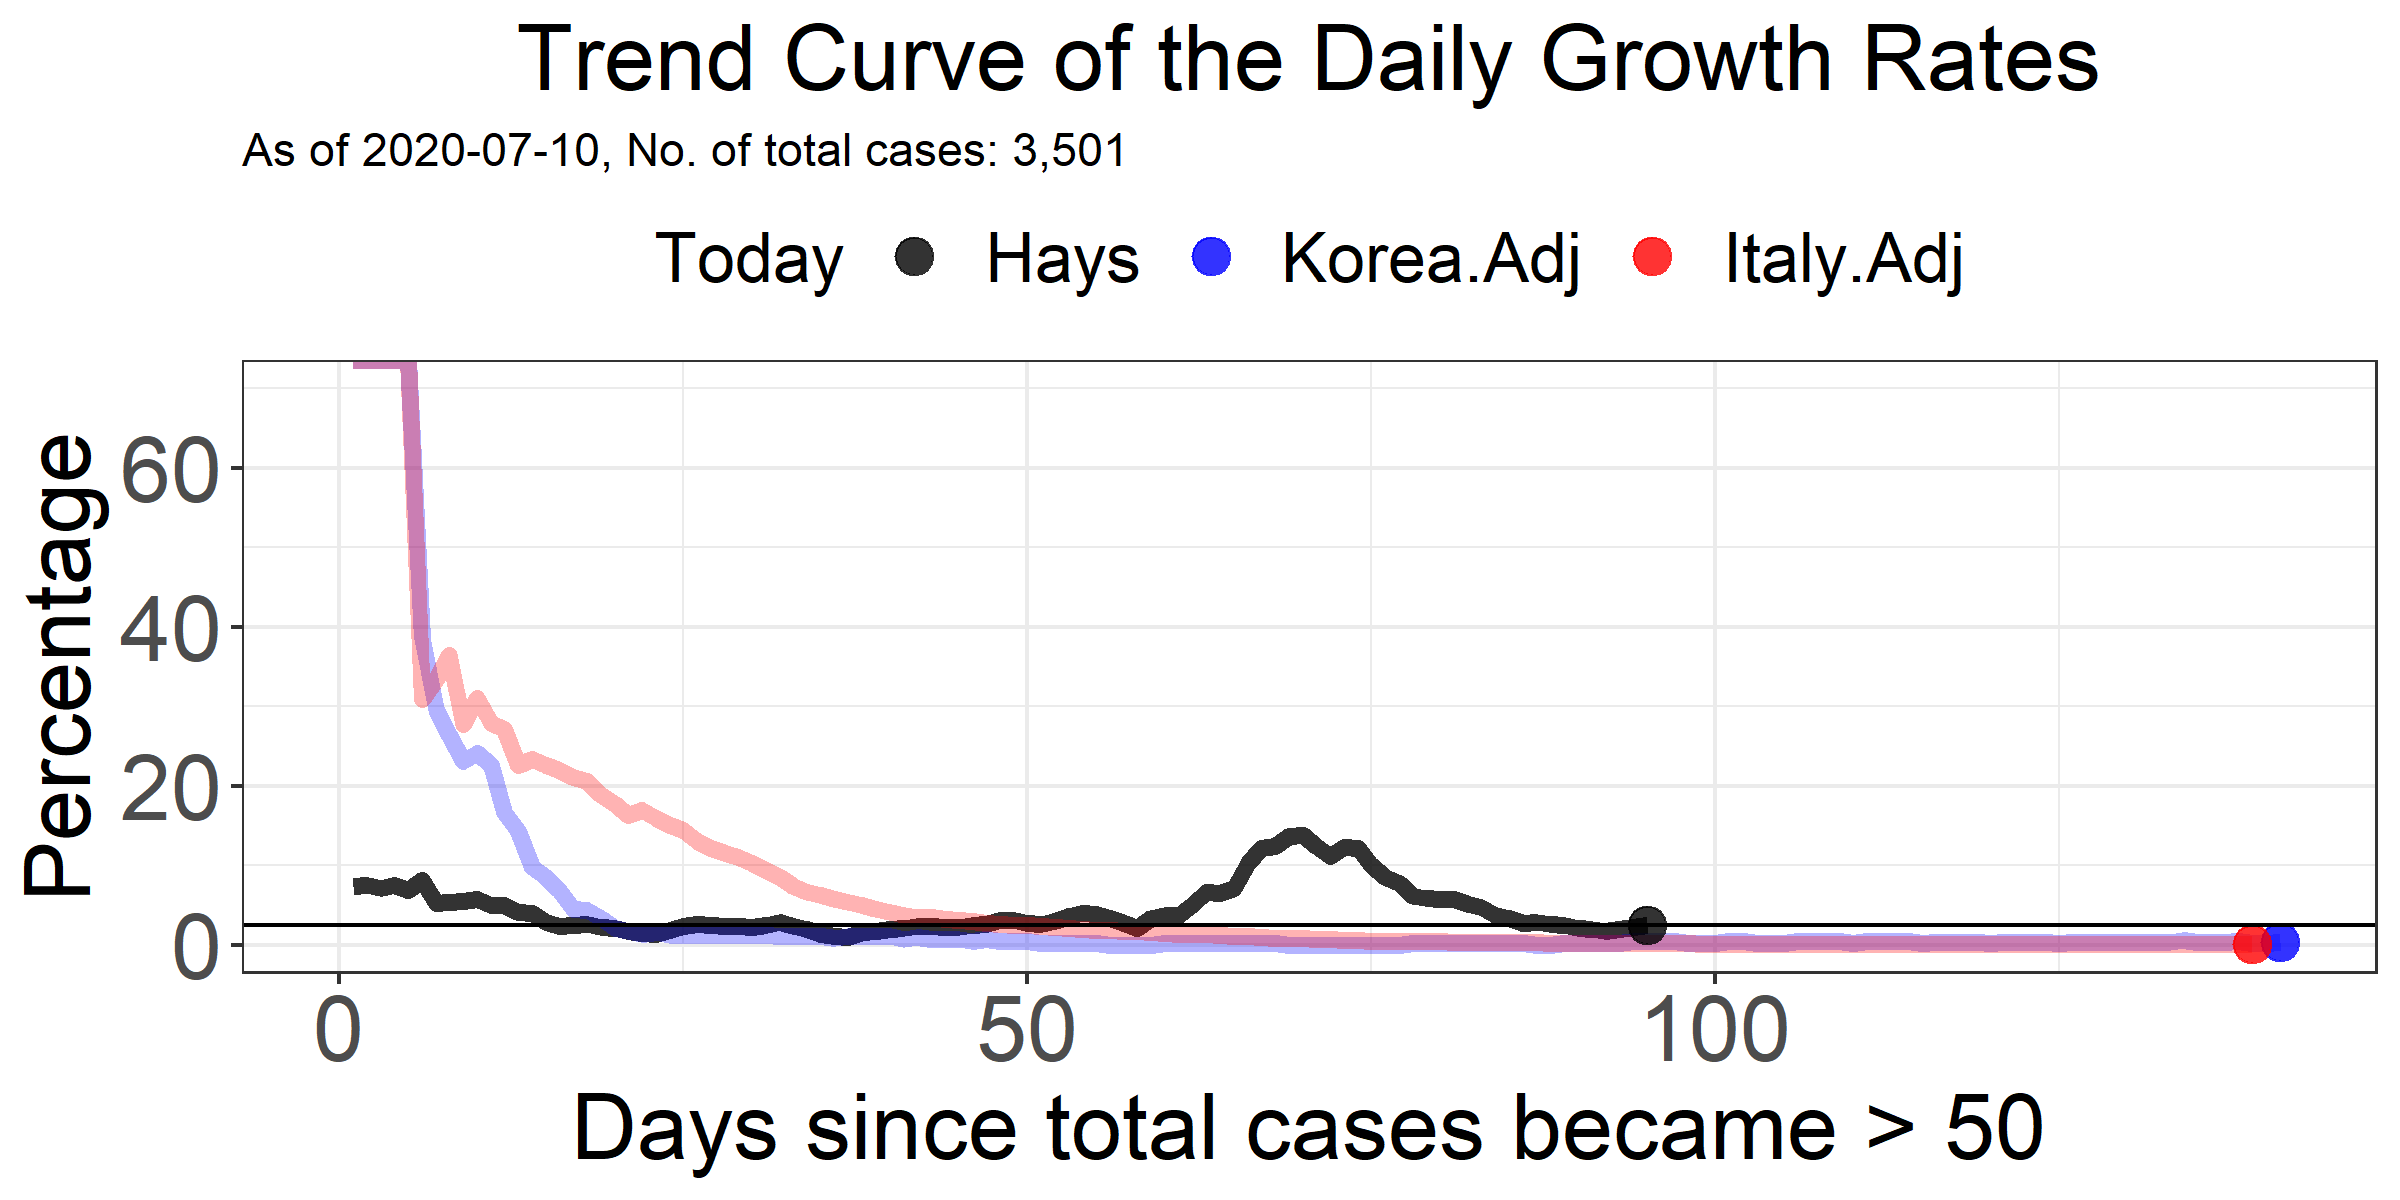 Trend Curve of the Daily Growth Rates
As of 2020-07-10, No. of total cases: 3,501
Today Hays Korea.Adj Italy.Adj
Percentage
60
40
20
0
0 50 100
Days since total cases became > 50